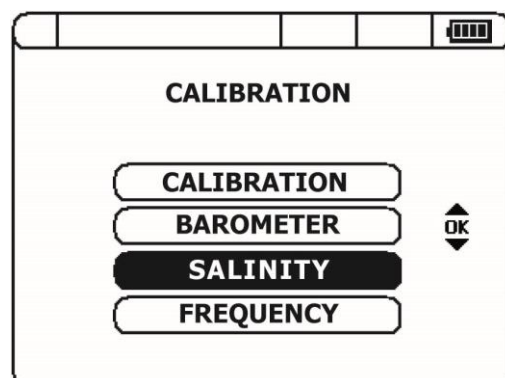 CALIBRATION
CALIBRATION
BAROMETER
OK
SALINITY
FREQUENCY